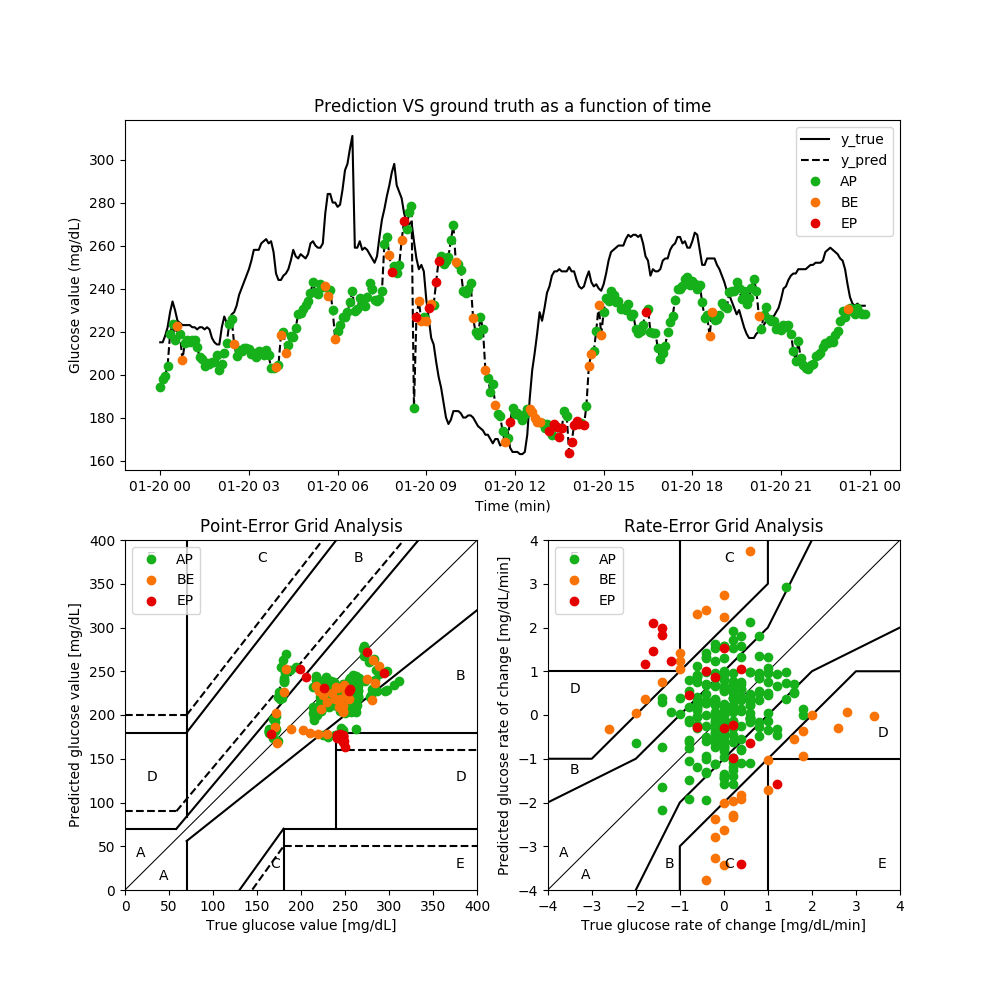 Prediction VS ground truth as a function of time
Glucose value (mg/dL)
300
280
260
240
220
200
180
160
y_true
y_pred
AP
BE
EP
01-20 00 01-20 03 01-20 06 01-20 09 01-20 12 01-20 15 01-20 18 01-20 21 01-21 00
Time (min)
Point-Error Grid Analysis
Predicted glucose value [mg/dL]
400
350
300
250
200
150
100
50
0
AP
BE
EP
C
B
B
D
D
A
A
C
E
0 50 100 150 200 250 300 350 400
True glucose value [mg/dL]
Rate-Error Grid Analysis
Predicted glucose rate of change [mg/dL/min]
4
3
2
1
0
−1
−2
−3
−4
AP
BE
EP
C
D
D
B
A
A
B
C
E
−4 −3 −2 −1 0 1 2 3 4
True glucose rate of change [mg/dL/min]